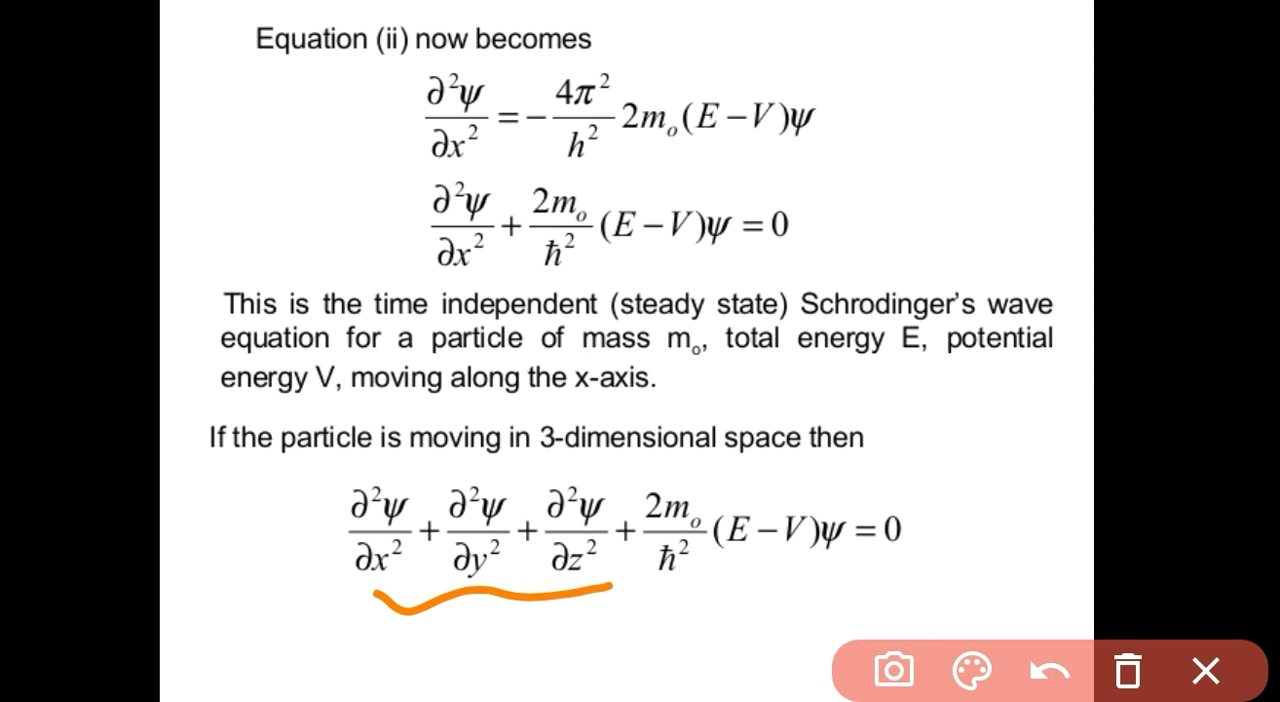 Equation (ii) now becomes
∂²ψ/∂x² = − 4π²/h² 2mₒ(E − V)ψ
∂²ψ/∂x² + 2mₒ/ħ² (E − V)ψ = 0
This is the time independent (steady state) Schrodinger’s wave
equation for a particle of mass mₒ, total energy E, potential
energy V, moving along the x-axis.
If the particle is moving in 3-dimensional space then
∂²ψ/∂x² + ∂²ψ/∂y² + ∂²ψ/∂z² + 2mₒ/ħ² (E − V)ψ = 0